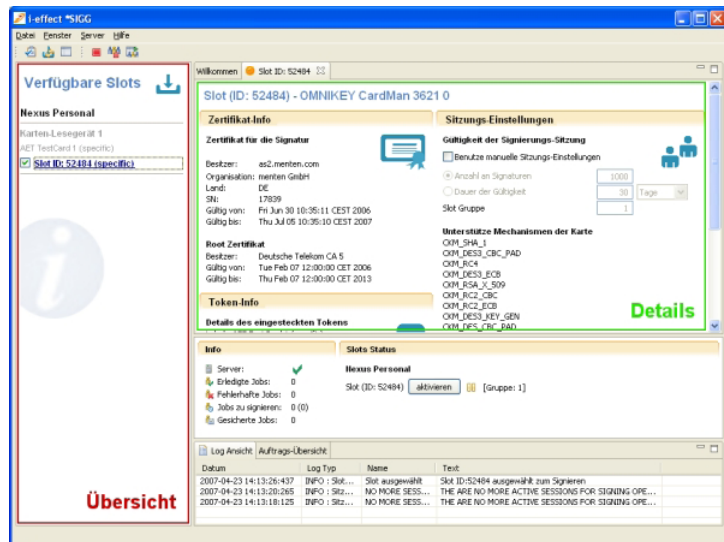 i-effect *SIGG
Datei Fenster Server Hilfe
Verfügbare Slots
Nexus Personal
Karten-Lesegerät 1
AET TestCard 1 (specific)
Slot ID: 52484 (specific)
Übersicht
Willkommen Slot ID: 52484
Slot (ID: 52484) - OMNIKEY CardMan 3621 0
Zertifikat-Info
Zertifikat für die Signatur
Besitzer: as2.menten.com
Organisation: menten GmbH
Land: DE
SN: 17839
Gültig von: Fri Jun 30 10:35:11 CEST 2006
Gültig bis: Thu Jul 05 10:35:10 CEST 2007
Root Zertifikat
Besitzer: Deutsche Telekom CA 5
Gültig von: Tue Feb 07 12:00:00 CET 2006
Gültig bis: Thu Feb 07 12:00:00 CET 2013
Token-Info
Details des eingesteckten Tokens
Sitzungs-Einstellungen
Gültigkeit der Signierungs-Sitzung
Benutze manuelle Sitzungs-Einstellungen
Anzahl an Signaturen 1000
Dauer der Gültigkeit 30 Tage
Slot Gruppe 1
Unterstütze Mechanismen der Karte
CKM_SHA_1
CKM_DES3_CBC_PAD
CKM_RC4
CKM_DES3_ECB
CKM_RSA_X_509
CKM_RC2_CBC
CKM_RC2_ECB
CKM_DES3_KEY_GEN
CKM_DES_CBC_PAD
Details
Info
Server:
Erledigte Jobs: 0
Fehlerhafte Jobs: 0
Jobs zu signieren: 0 (0)
Gesicherte Jobs: 0
Slots Status
Nexus Personal
Slot (ID: 52484) aktivieren [Gruppe: 1]
Log Ansicht Auftrags-Übersicht
Datum Log Typ Name Text
2007-04-23 14:13:26:437 INFO : Slot... Slot ausgewählt Slot ID:52484 ausgewählt zum Signieren
2007-04-23 14:13:20:265 INFO : Sitz... NO MORE SESS... THE ARE NO MORE ACTIVE SESSIONS FOR SIGNING OPE...
2007-04-23 14:13:18:125 INFO : Sitz... NO MORE SESS... THE ARE NO MORE ACTIVE SESSIONS FOR SIGNING OPE...